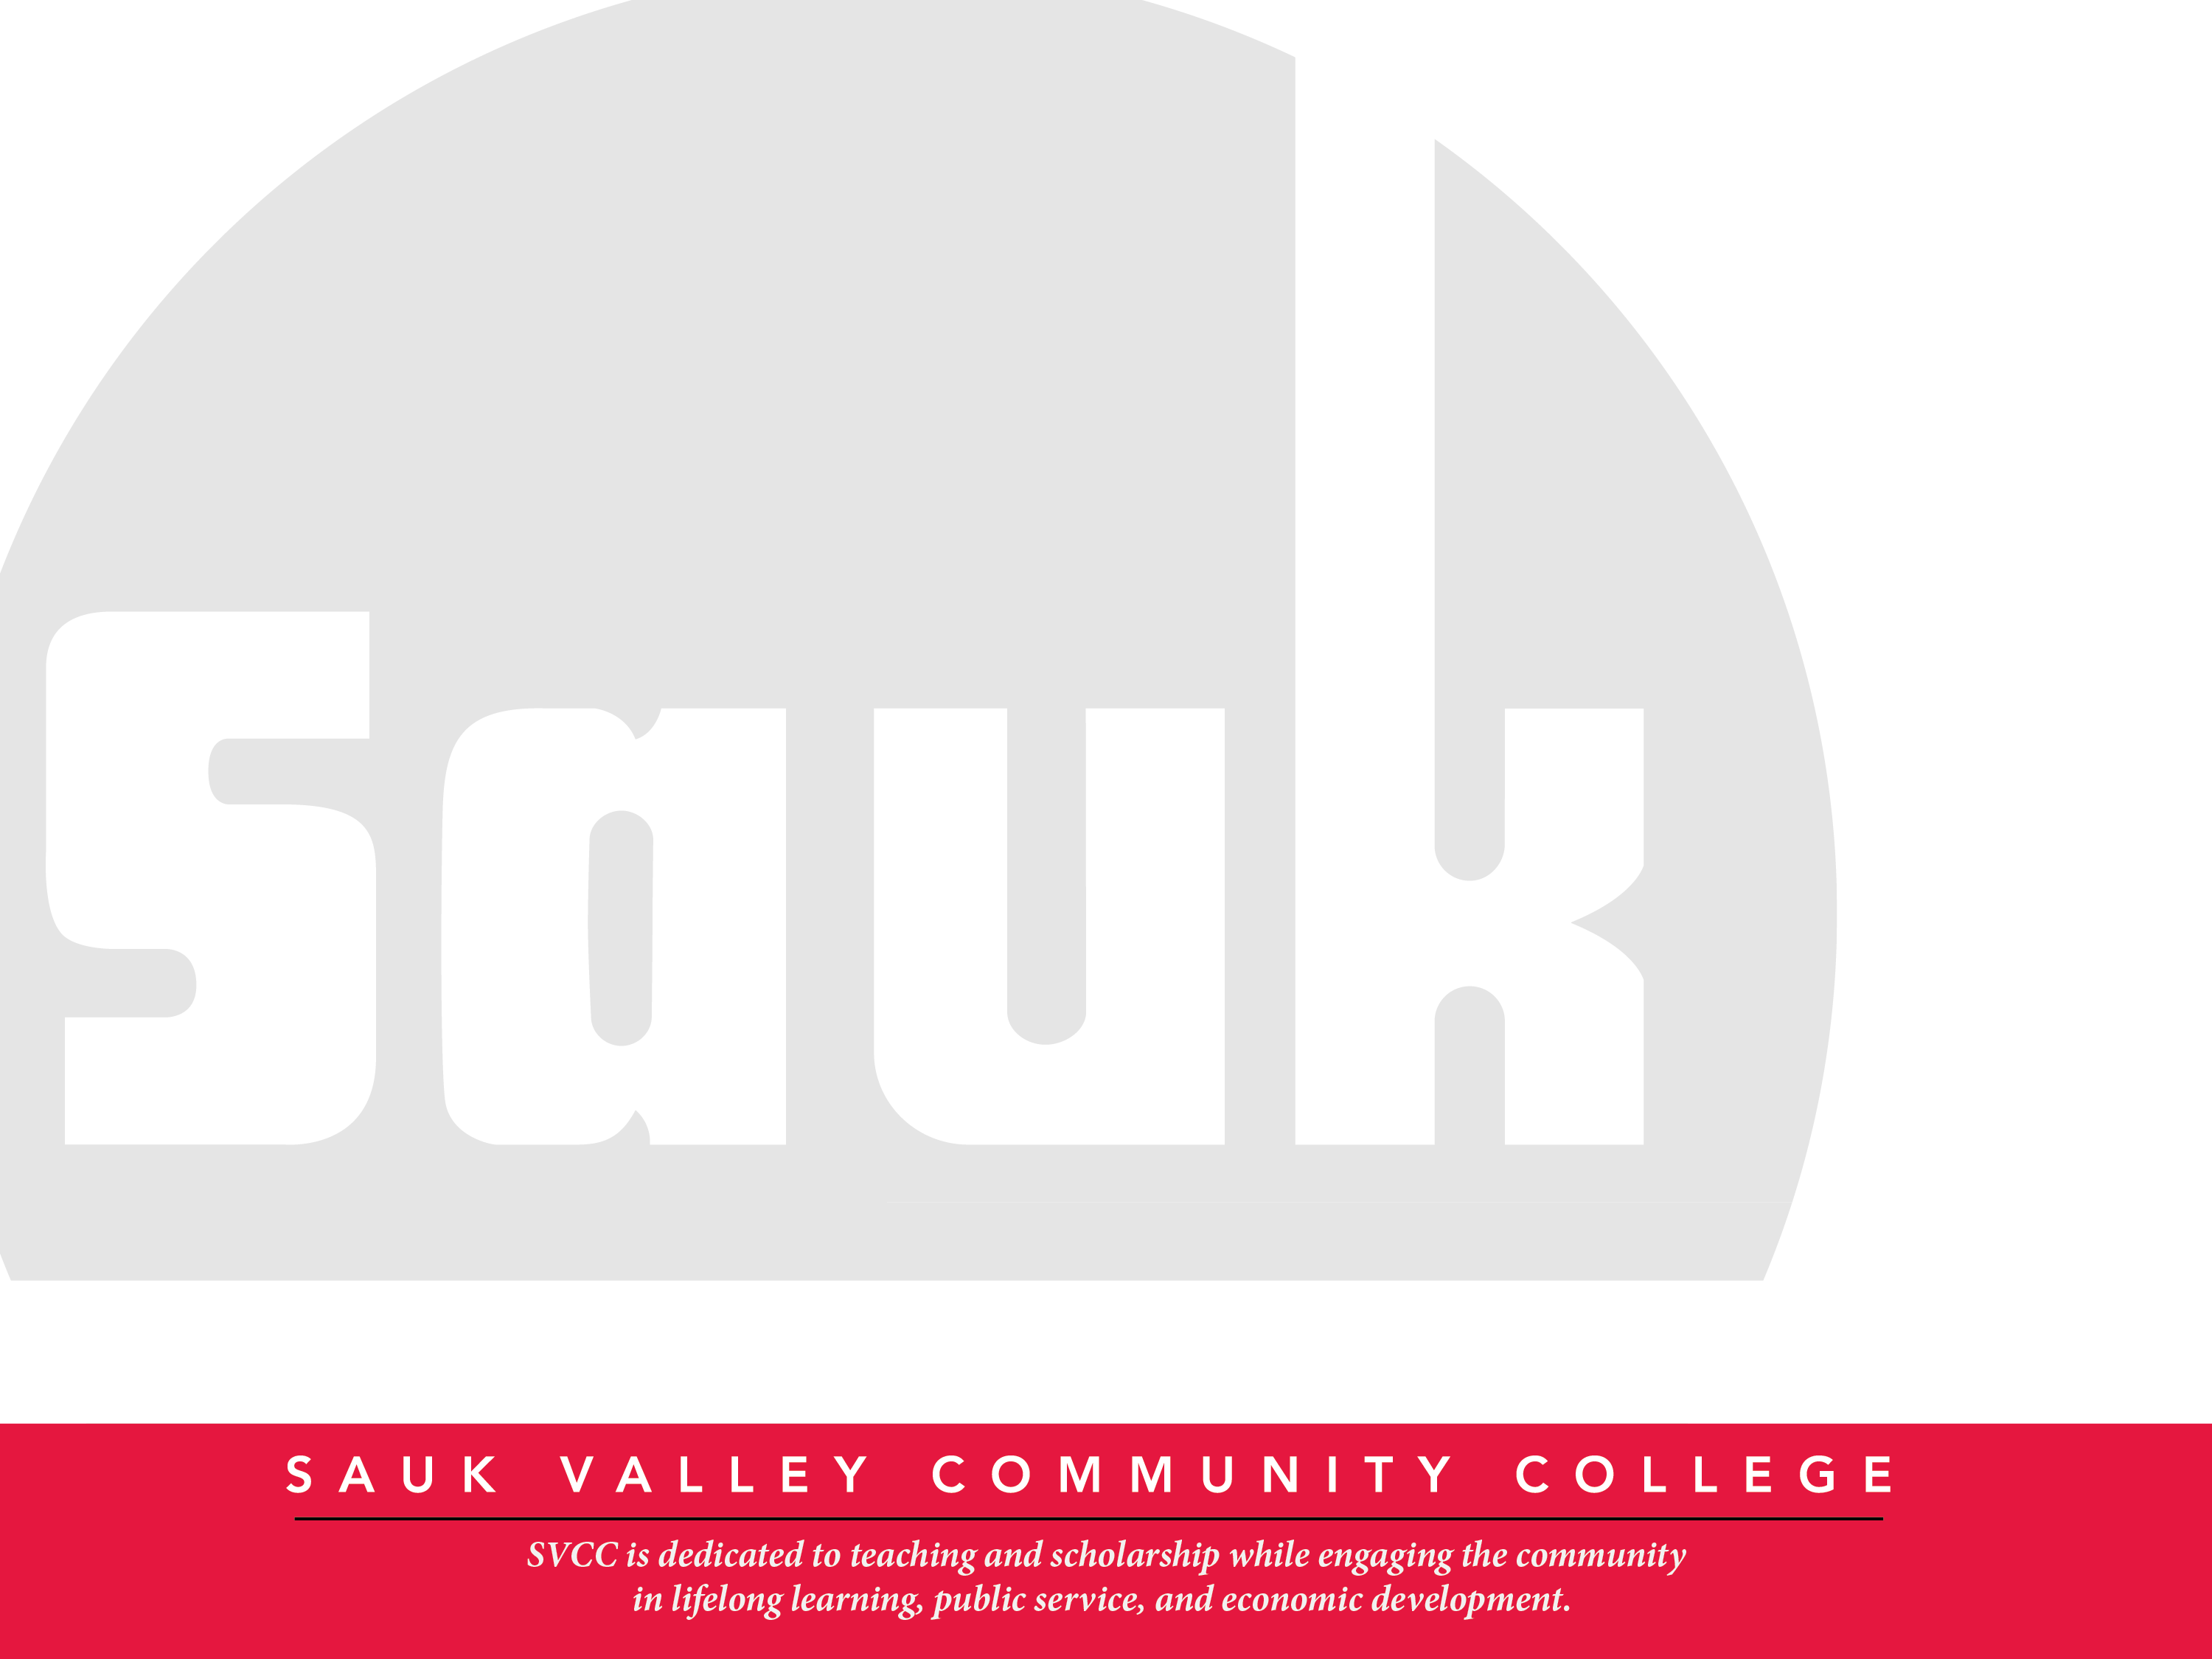 Sauk
SAUK VALLEY COMMUNITY COLLEGE
SVCC is dedicated to teaching and scholarship while engaging the community
in lifelong learning, public service, and economic development.